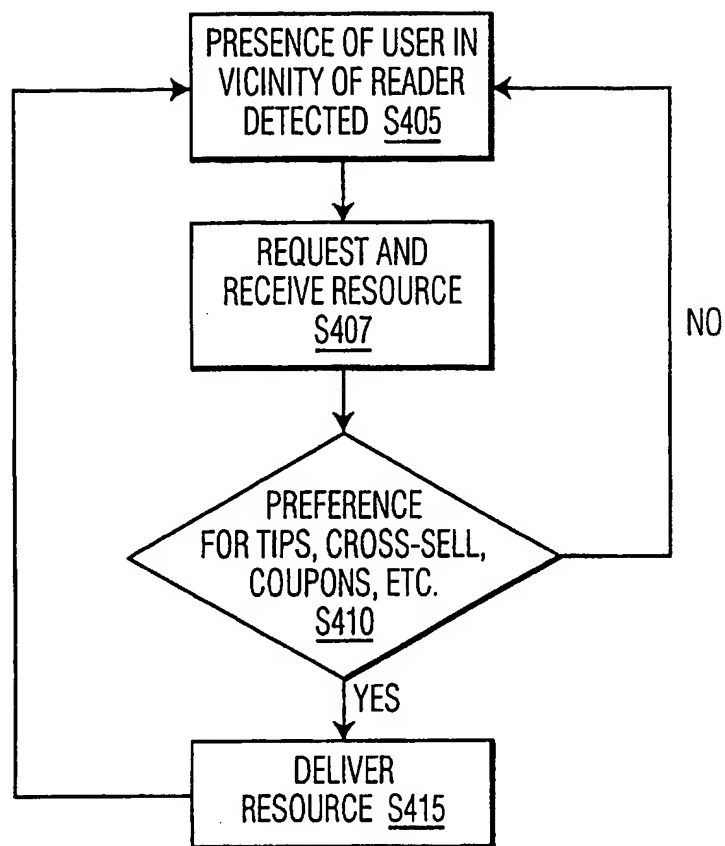 PRESENCE OF USER IN
VICINITY OF READER
DETECTED S405
REQUEST AND
RECEIVE RESOURCE
S407
NO
PREFERENCE
FOR TIPS, CROSS-SELL,
COUPONS, ETC.
S410
YES
DELIVER
RESOURCE S415